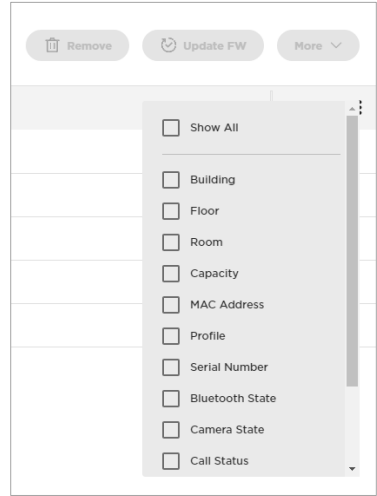 Remove Update FW More
Show All
Building
Floor
Room
Capacity
MAC Address
Profile
Serial Number
Bluetooth State
Camera State
Call Status